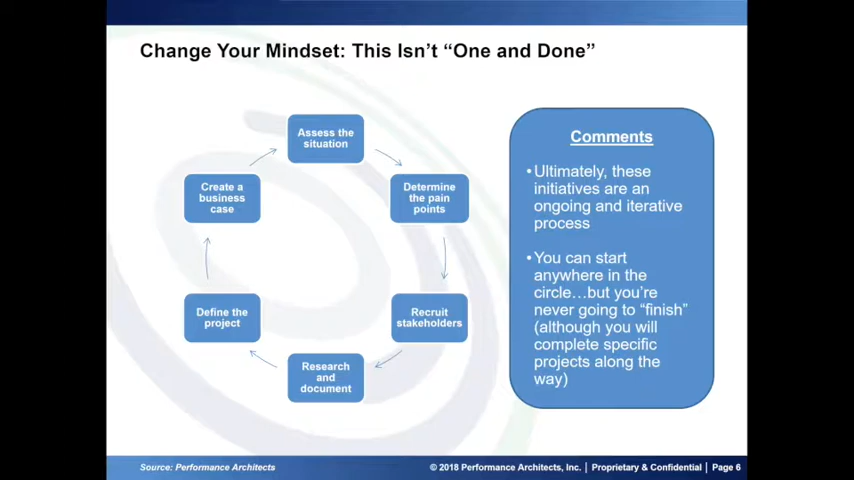 Change Your Mindset: This Isn't “One and Done”
Assess the
situation
Determine
the pain
points
Recruit
stakeholders
Research
and
document
Define the
project
Create a
business
case
Comments
•Ultimately, these
initiatives are an
ongoing and iterative
process
•You can start
anywhere in the
circle…but you're
never going to “finish”
(although you will
complete specific
projects along the
way)
Source: Performance Architects
© 2018 Performance Architects, Inc. | Proprietary & Confidential | Page 6